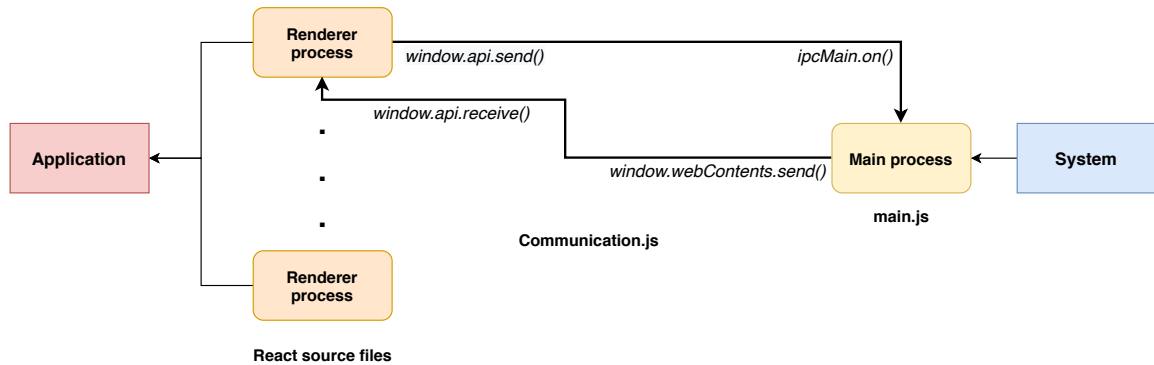 Renderer
process
window.api.send()
ipcMain.on()
window.api.receive()
Application
Main process
System
window.webContents.send()
main.js
Communication.js
Renderer
process
React source files